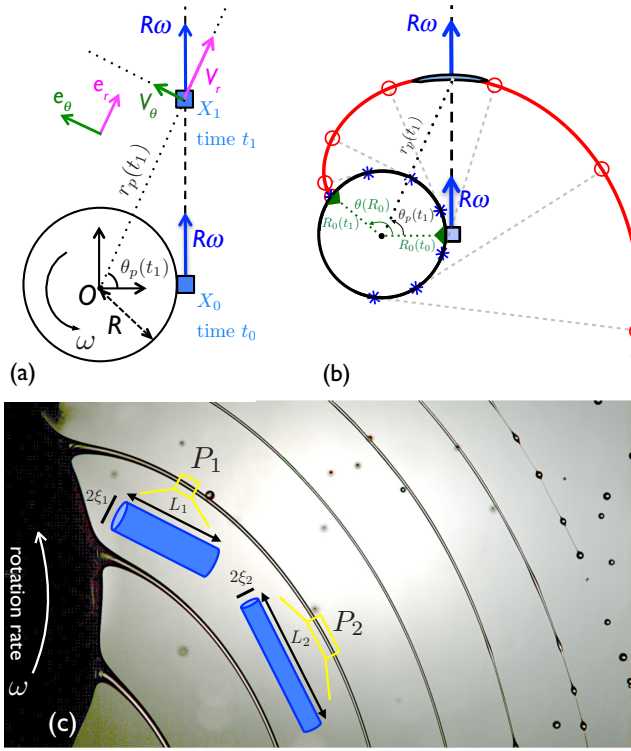 Rω
e_θ
e_r
V_θ
V_r
X_1
time t_1
r_p(t_1)
Rω
θ_p(t_1)
O
X_0
time t_0
R
ω
(a)
Rω
r_p(t_1)
Rω
θ(R_0)
θ_p(t_1)
R_0(t_1)
R_0(t_0)
(b)
P_1
2ξ_1
L_1
2ξ_2
L_2
P_2
rotation rate
ω
(c)